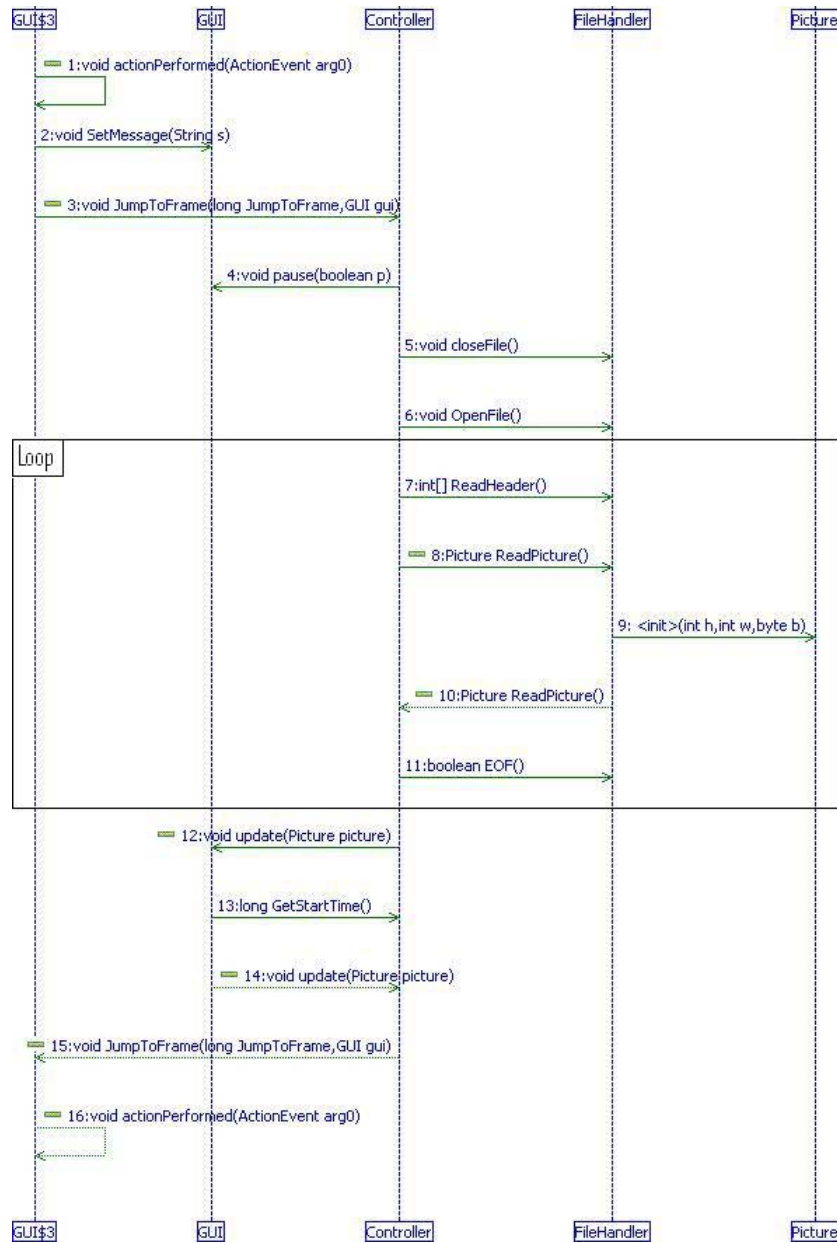 GUI$3 GUI Controller FileHandler Picture
1:void actionPerformed(ActionEvent arg0)
2:void SetMessage(String s)
3:void JumpToFrame(long JumpToFrame,GUI gui)
4:void pause(boolean p)
5:void closeFile()
6:void OpenFile()
Loop
7:int[] ReadHeader()
8:Picture ReadPicture()
9: <init>(int h,int w,byte b)
10:Picture ReadPicture()
11:boolean EOF()
12:void update(Picture picture)
13:long GetStartTime()
14:void update(Picture picture)
15:void JumpToFrame(long JumpToFrame,GUI gui)
16:void actionPerformed(ActionEvent arg0)
GUI$3 GUI Controller FileHandler Picture